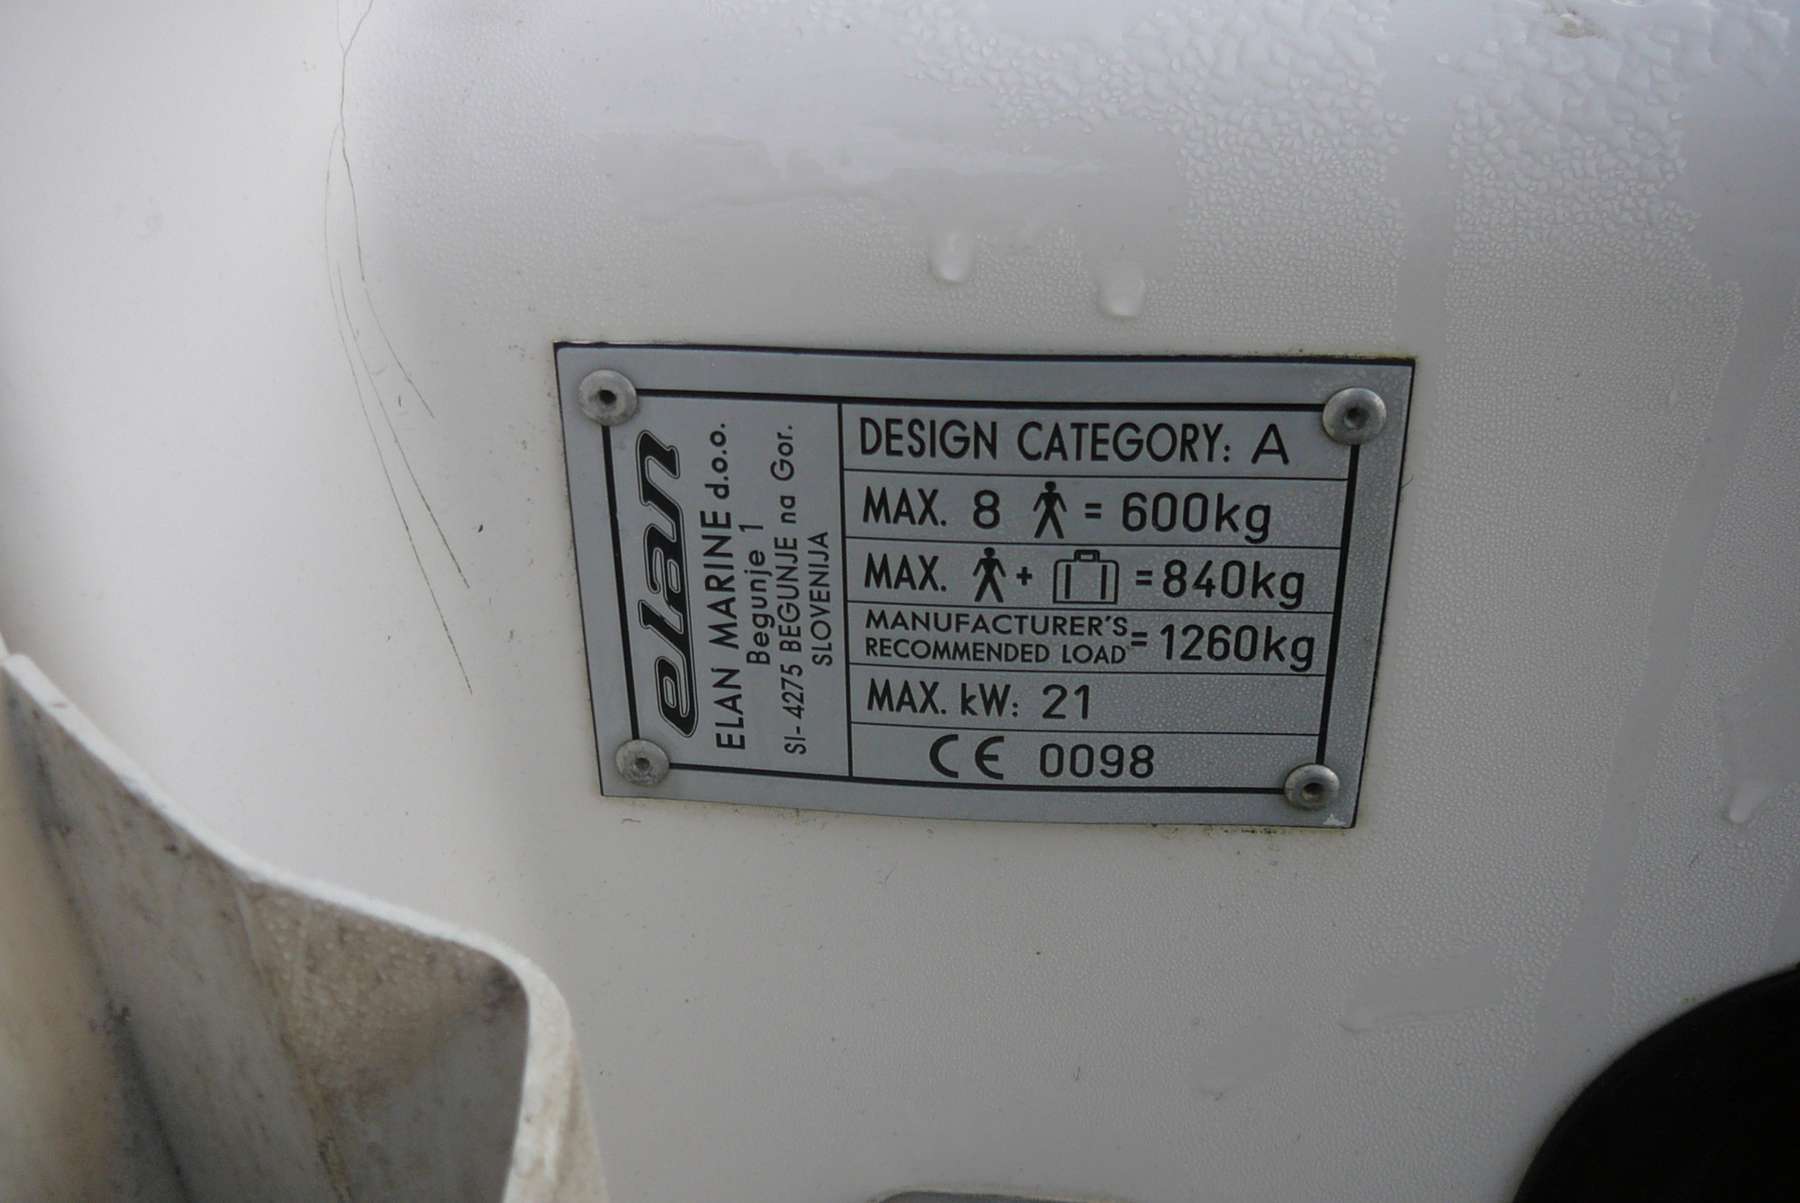 elan
ELAN MARINE d.o.o.
Begunje 1
SI- 4275 BEGUNJE na Gor.
SLOVENIJA
DESIGN CATEGORY: A
MAX. 8 = 600kg
MAX. + = 840kg
MANUFACTURER'S
RECOMMENDED LOAD = 1260kg
MAX. kW: 21
CE 0098